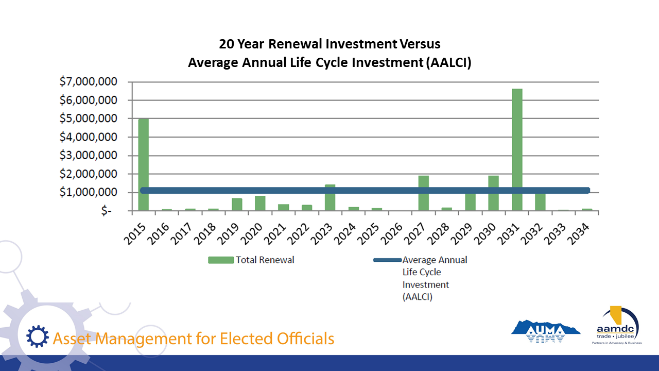 20 Year Renewal Investment Versus
Average Annual Life Cycle Investment (AALCI)
$7,000,000
$6,000,000
$5,000,000
$4,000,000
$3,000,000
$2,000,000
$1,000,000
$-
2015 2016 2017 2018 2019 2020 2021 2022 2023 2024 2025 2026 2027 2028 2029 2030 2031 2032 2033 2034
Total Renewal
Average Annual
Life Cycle
Investment
(AALCI)
Asset Management for Elected Officials
AUMA
aamdc
trade • jubilee